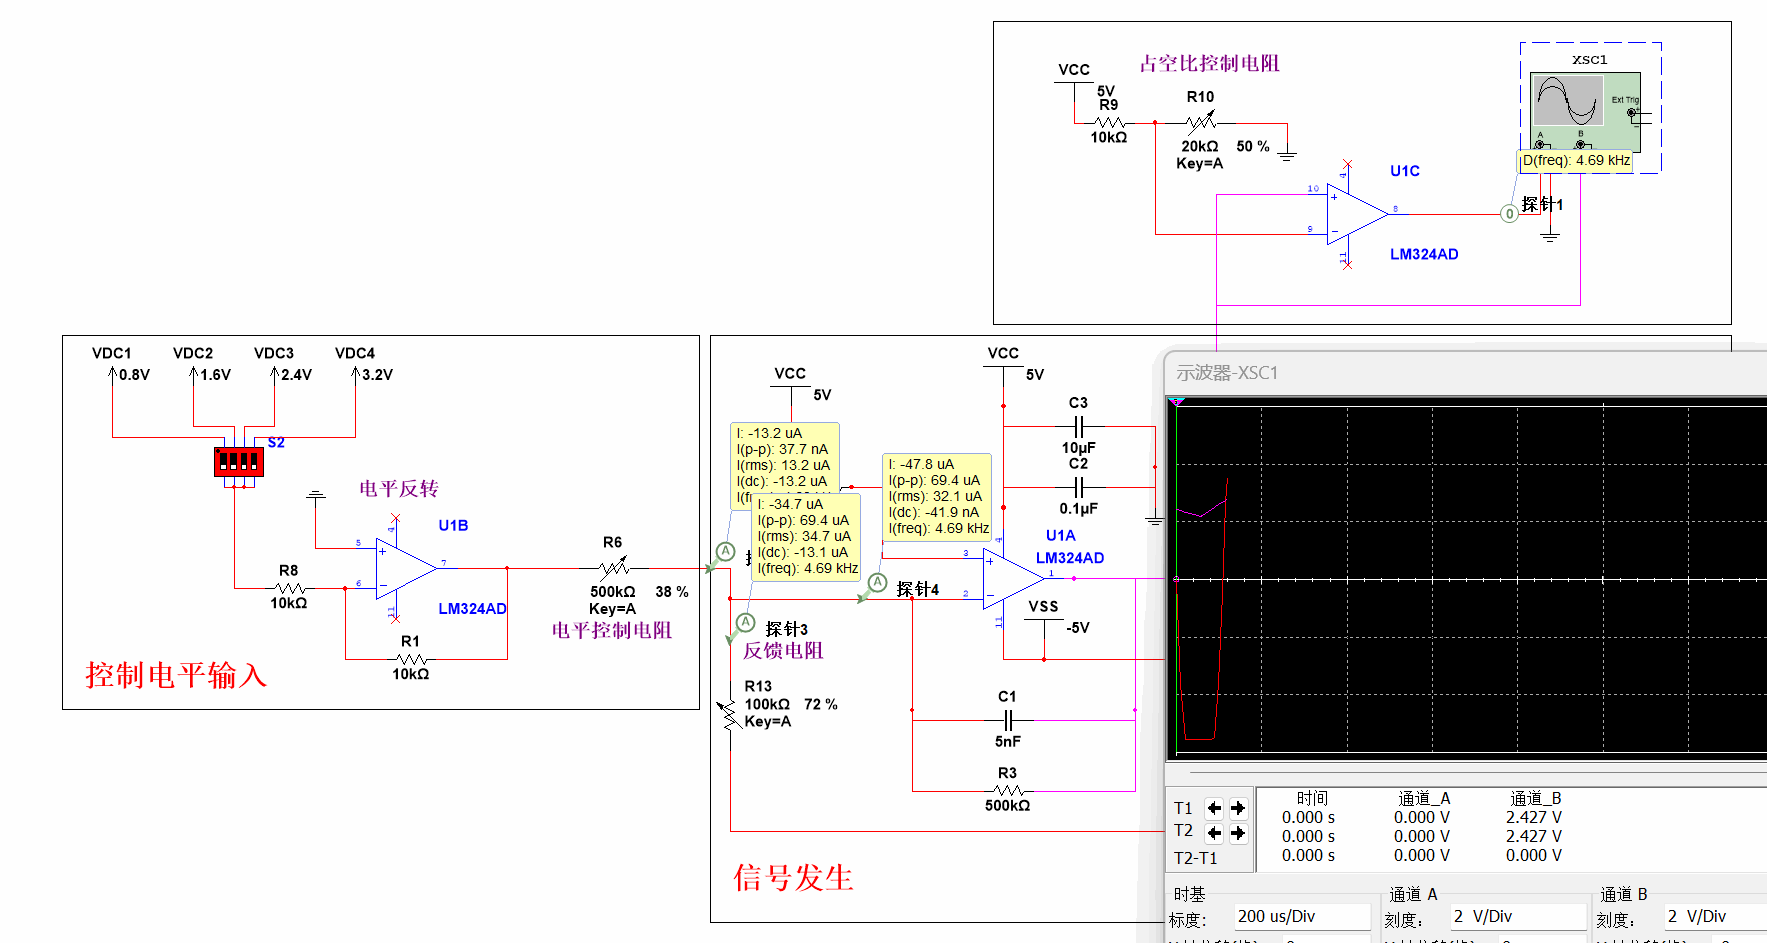 VCC
5V
占空比控制电阻
R9
10kΩ
R10
20kΩ
Key=A
50 %
XSC1
Ext Trig
A
B
D(freq): 4.69 kHz
探针1
U1C
4
10
9
8
11
LM324AD
VDC1
0.8V
VDC2
1.6V
VDC3
2.4V
VDC4
3.2V
S2
电平反转
U1B
4
5
6
7
11
LM324AD
R8
10kΩ
R1
10kΩ
R6
500kΩ
Key=A
38 %
电平控制电阻
控制电平输入
VCC
5V
I: -13.2 uA
I(p-p): 37.7 nA
I(rms): 13.2 uA
I(dc): -13.2 uA
I: -34.7 uA
I(p-p): 69.4 uA
I(rms): 34.7 uA
I(dc): -13.1 uA
I(freq): 4.69 kHz
I: -47.8 uA
I(p-p): 69.4 uA
I(rms): 32.1 uA
I(dc): -41.9 nA
I(freq): 4.69 kHz
A
A
A
探针4
探针3
反馈电阻
R13
100kΩ
Key=A
72 %
VCC
5V
C3
10μF
C2
0.1μF
U1A
LM324AD
4
3
2
1
11
VSS
-5V
C1
5nF
R3
500kΩ
信号发生
示波器-XSC1
T1
T2
T2-T1
时间 通道_A 通道_B
0.000 s 0.000 V 2.427 V
0.000 s 0.000 V 2.427 V
0.000 s 0.000 V 0.000 V
时基
标度: 200 us/Div
通道 A
刻度: 2 V/Div
通道 B
刻度: 2 V/Div